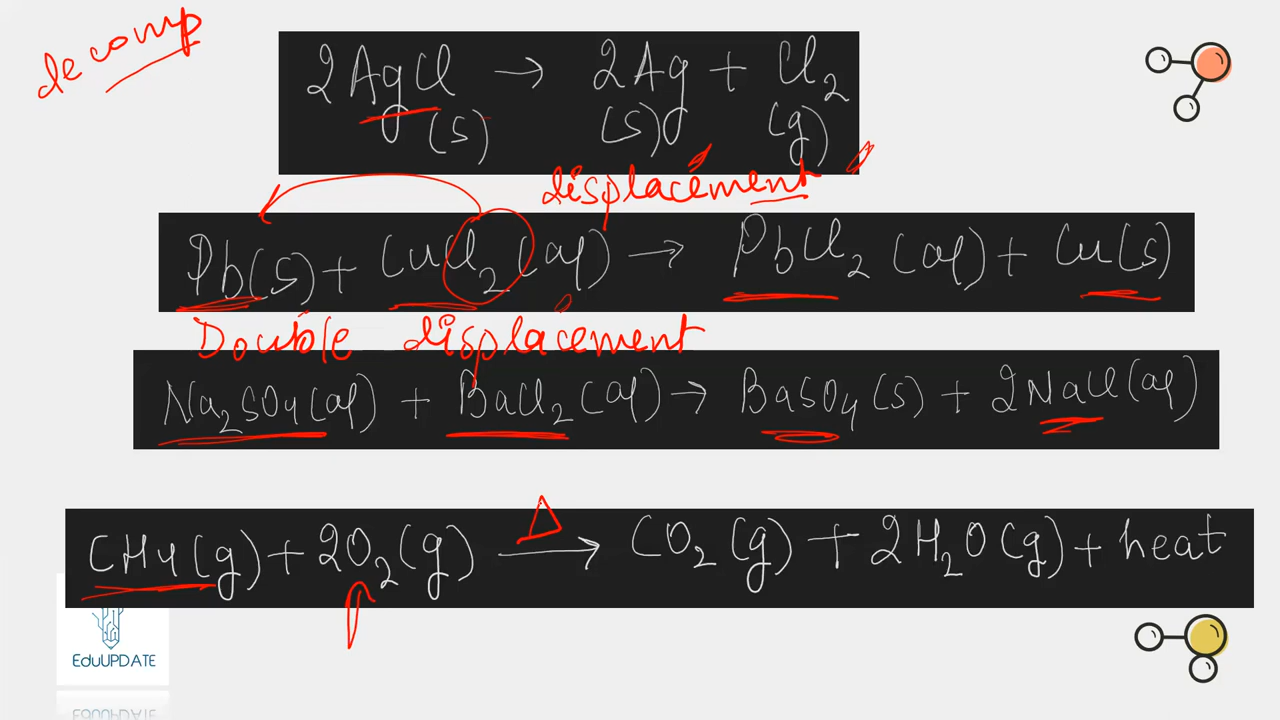 decomp
2AgCl → 2Ag + Cl2
(s) (s) (g)
displacement
Pb(s) + CuCl2(aq) → PbCl2(aq) + Cu(s)
Double displacement
Na2SO4(aq) + BaCl2(aq) → BaSO4(s) + 2NaCl(aq)
Δ
CH4(g) + 2O2(g) → CO2(g) + 2H2O(g) + heat
EduUPDATE